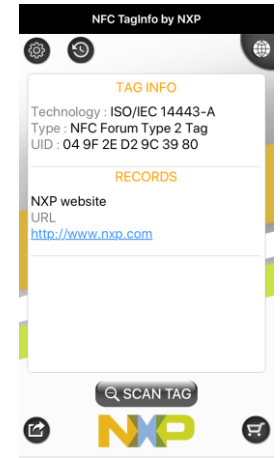 NFC TagInfo by NXP
TAG INFO
Technology : ISO/IEC 14443-A
Type : NFC Forum Type 2 Tag
UID : 04 9F 2E D2 9C 39 80
RECORDS
NXP website
URL
http://www.nxp.com
SCAN TAG
NXP